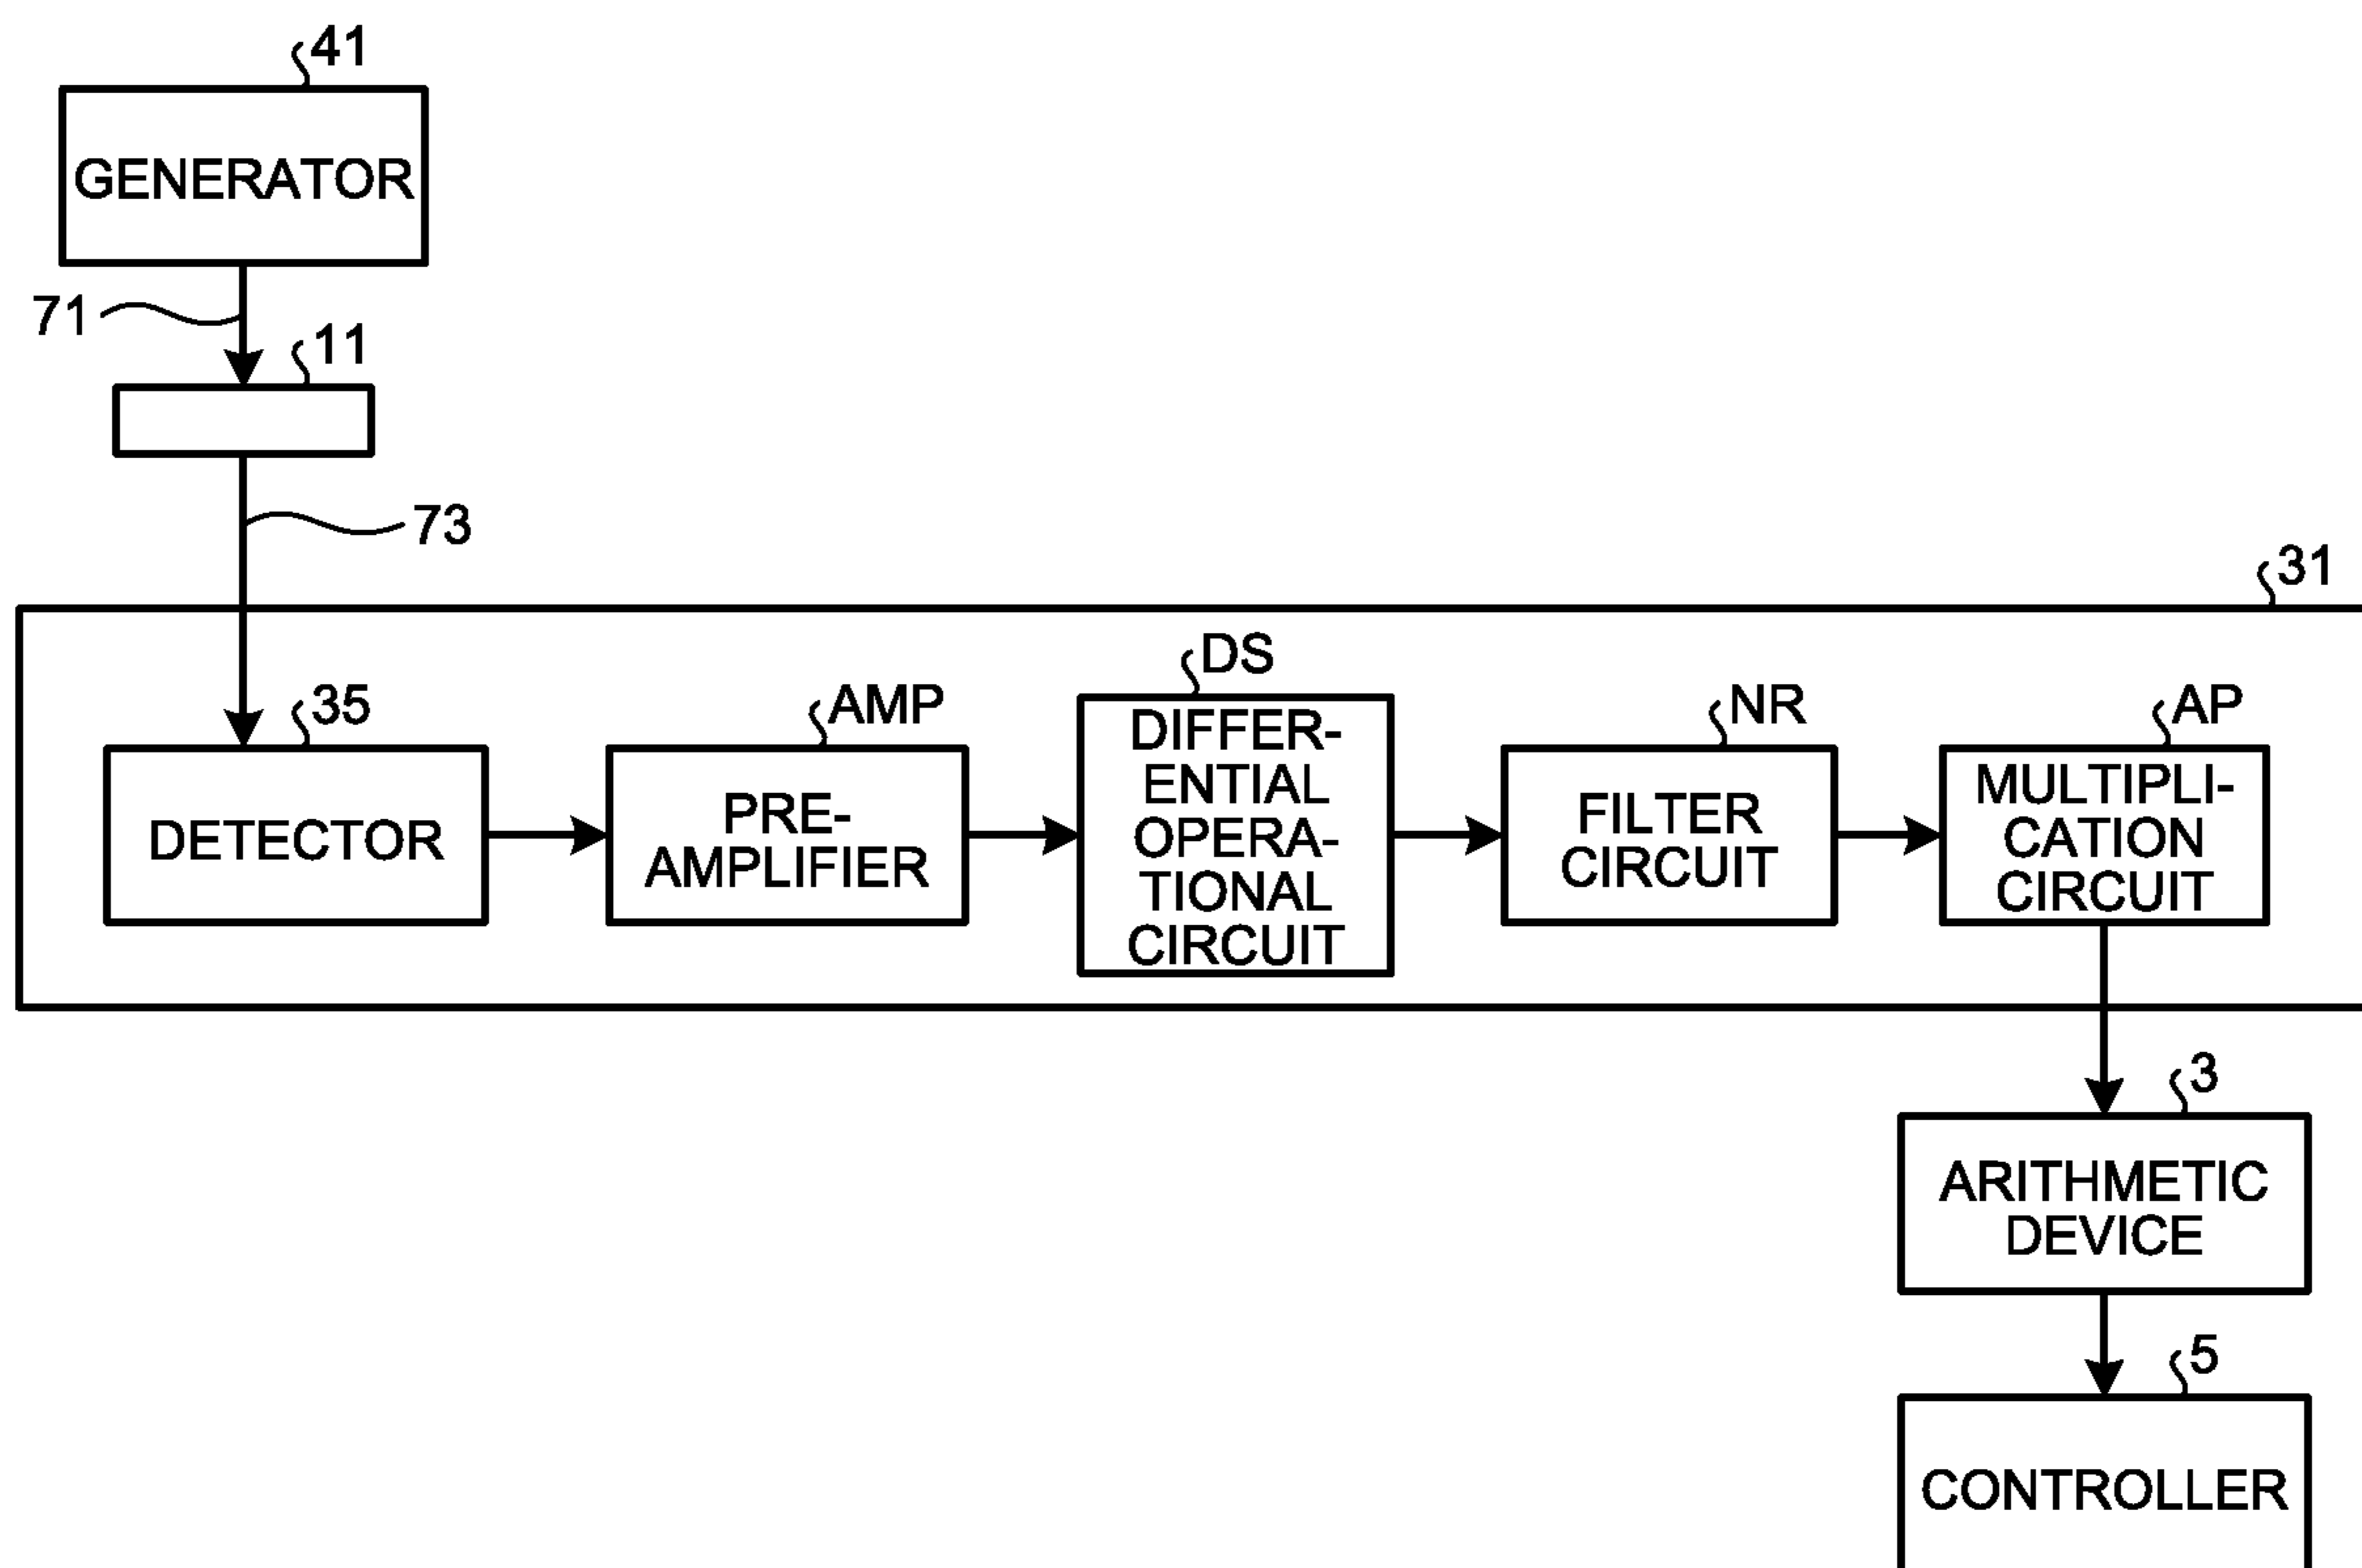 41
GENERATOR
71
11
73
31
DS
35
AMP
NR
AP
DETECTOR
PRE-
AMPLIFIER
DIFFER-
ENTIAL
OPERA-
TIONAL
CIRCUIT
FILTER
CIRCUIT
MULTIPLI-
CATION
CIRCUIT
3
ARITHMETIC
DEVICE
5
CONTROLLER